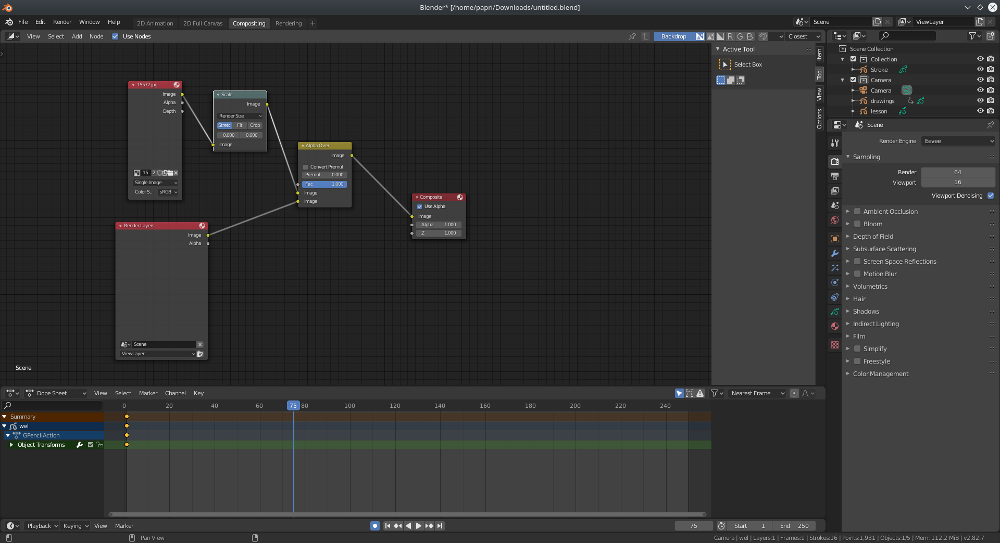 Blender* [/home/papri/Downloads/untitled.blend]
File Edit Render Window Help 2D Animation 2D Full Canvas Compositing Rendering + Scene ViewLayer
View Select Add Node Use Nodes Backdrop R G B Closest
Active Tool
Select Box
Item
Tool
View
Options
Scene Collection
Collection
Stroke
Camera
Camera
drawings
lesson
15577.jpg
Image
Alpha
Depth
15 2
Single Image
Color S.. sRGB
Scale
Image
Render Size
Stretc Fit Crop
0.000 0.000
Image
Alpha Over
Image
Convert Premul
Premul 0.000
Fac 1.000
Image
Image
Composite
Use Alpha
Image
Alpha 1.000
Z 1.000
Render Layers
Image
Alpha
Scene
ViewLayer
Scene
Scene
Render Engine Eevee
Sampling
Render 64
Viewport 16
Viewport Denoising
Ambient Occlusion
Bloom
Depth of Field
Subsurface Scattering
Screen Space Reflections
Motion Blur
Volumetrics
Hair
Shadows
Indirect Lighting
Film
Simplify
Freestyle
Color Management
Dope Sheet View Select Marker Channel Key Nearest Frame
0 20 40 60 75 80 100 120 140 160 180 200 220 240
Summary
wel
GPencilAction
Object Transforms
Playback Keying View Marker 75 Start 1 End 250
Pan View Camera | wel | Layers:1 | Frames:1 | Strokes:16 | Points:1,931 | Objects:1/5 | Mem: 112.2 MiB | v2.82.7